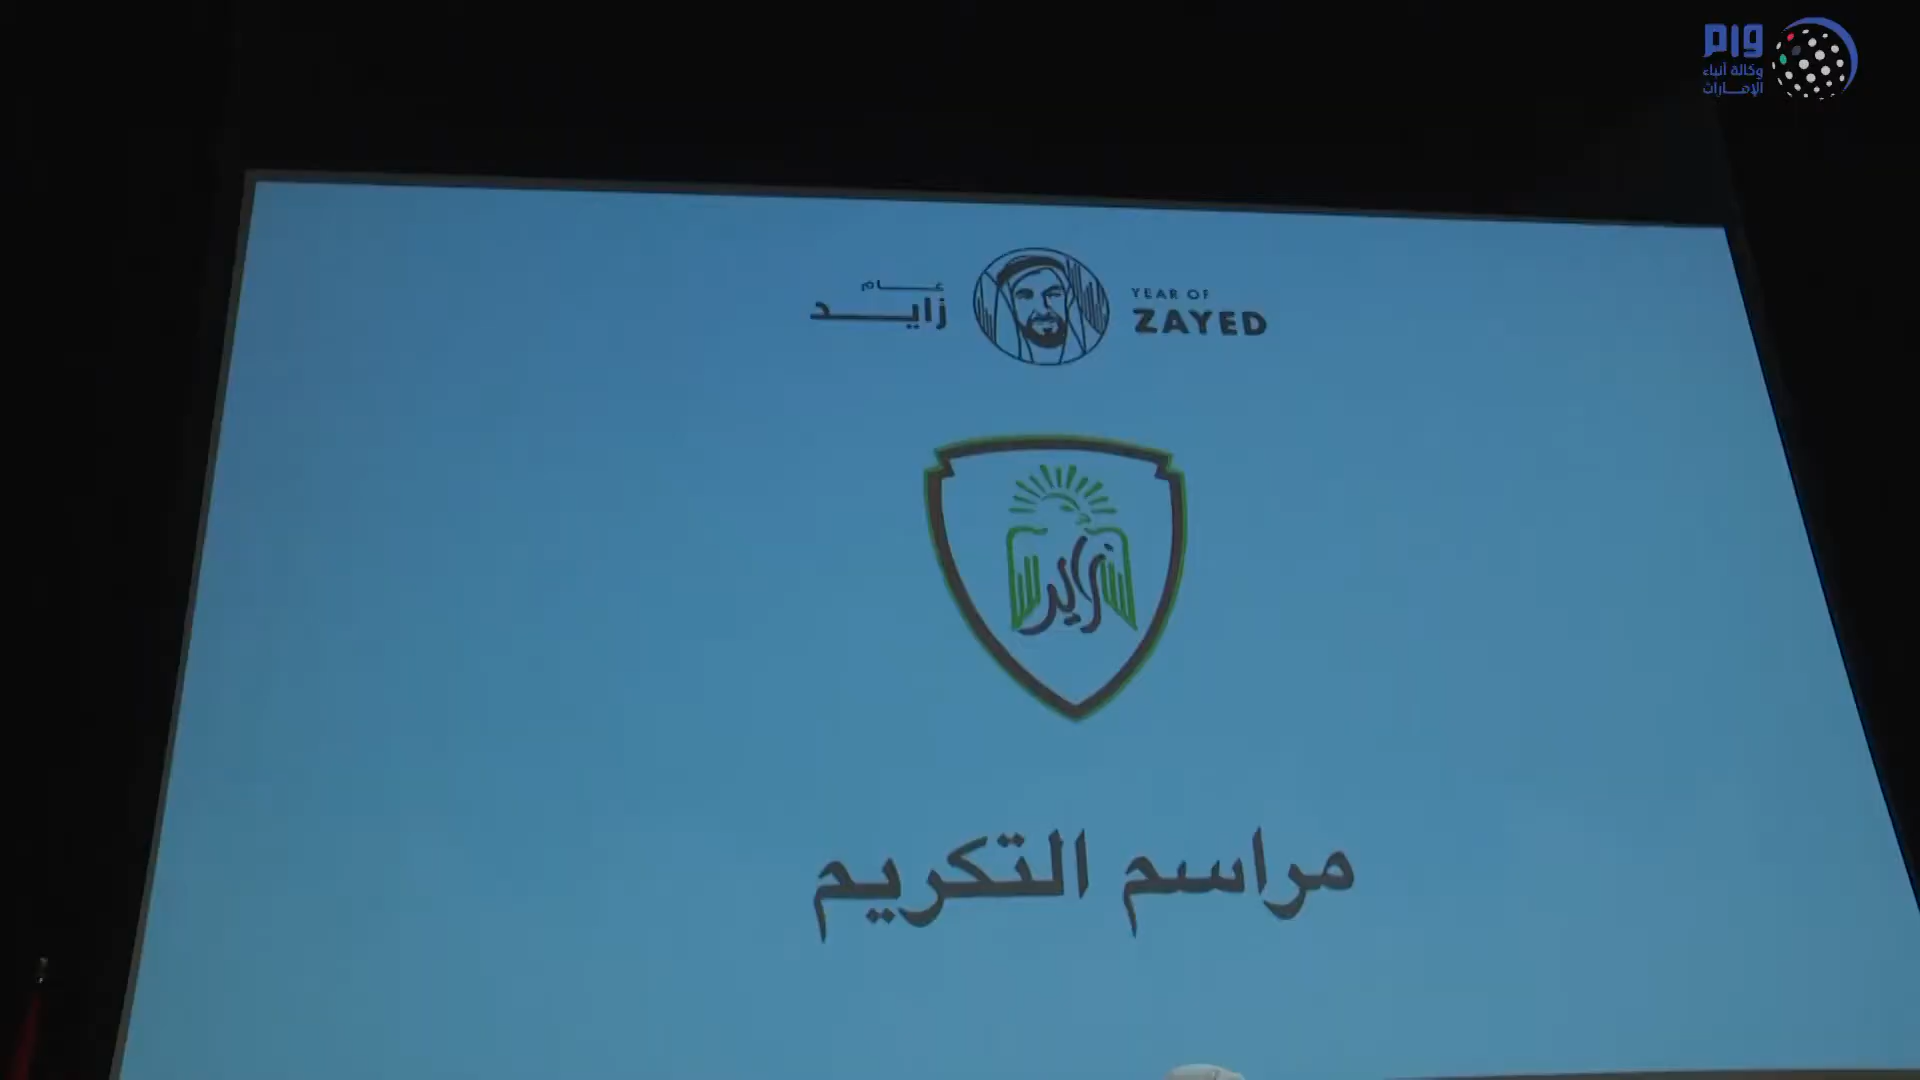 وام
وكالة أنباء
الإمارات
عام
زايد
YEAR OF
ZAYED
زايد
مراسم التكريم